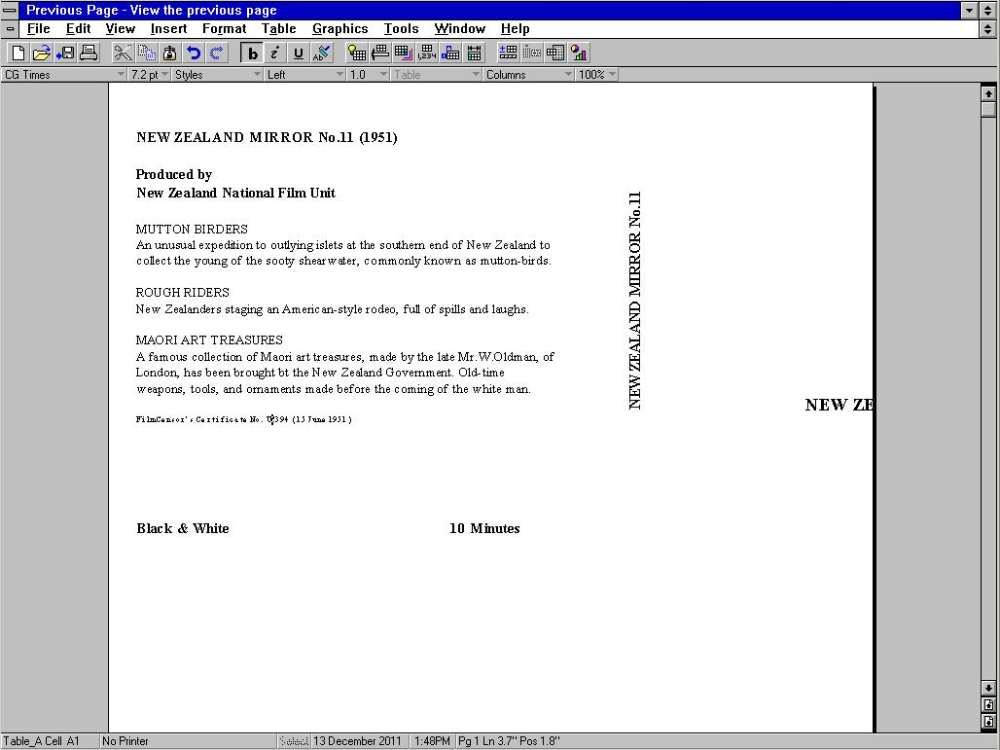 Previous Page - View the previous page
File Edit View Insert Format Table Graphics Tools Window Help
b i U ABC 1,234
CG Times 7.2 pt Styles Left 1.0 Table Columns 100%
NEW ZEALAND MIRROR No.11 (1951)
Produced by
New Zealand National Film Unit
MUTTON BIRDERS
An unusual expedition to outlying islets at the southern end of New Zealand to
collect the young of the sooty shearwater, commonly known as mutton-birds.
ROUGH RIDERS
New Zealanders staging an American-style rodeo, full of spills and laughs.
MAORI ART TREASURES
A famous collection of Maori art treasures, made by the late Mr.W.Oldman, of
London, has been brought bt the New Zealand Government. Old-time
weapons, tools, and ornaments made before the coming of the white man.
Film Censor's Certificate No. (15 June 1951)
NEW ZEALAND MIRROR No.11
NEW ZE
Black & White 10 Minutes
Table_A Cell A1 No Printer Select 13 December 2011 1:48PM Pg 1 Ln 3.7" Pos 1.8"